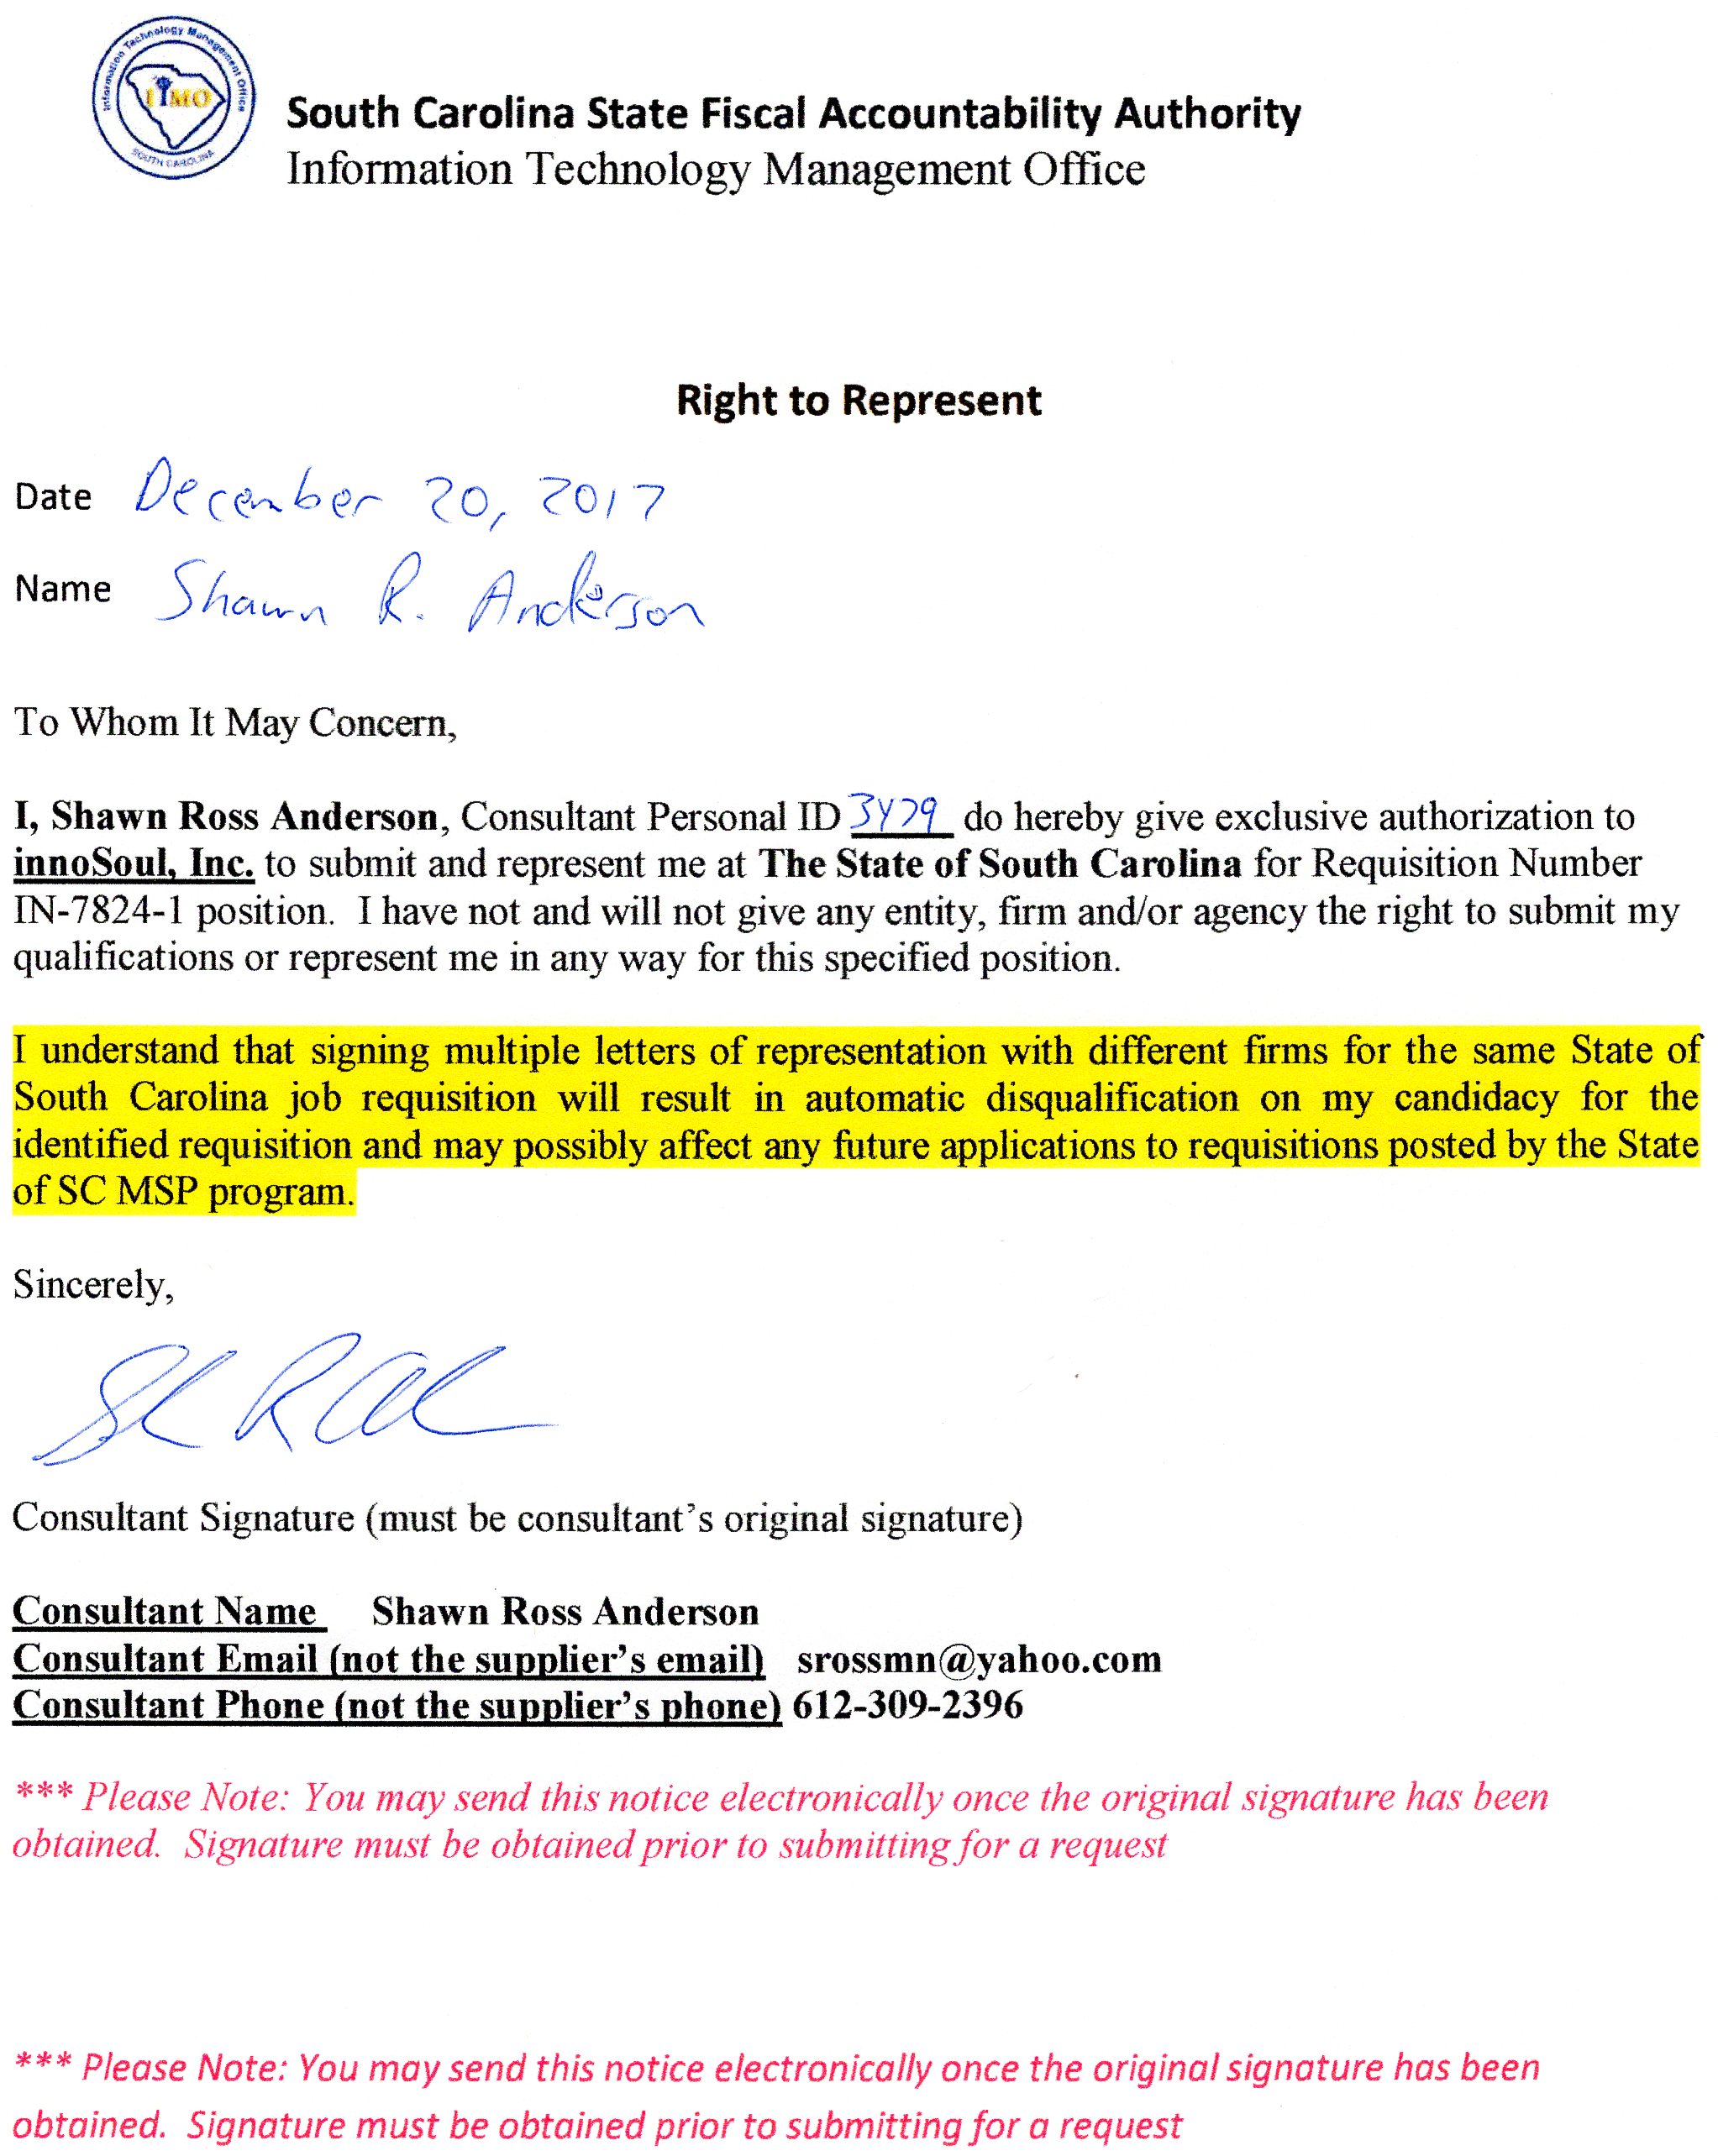 Information Technology Management Office
ITMO
SOUTH CAROLINA
South Carolina State Fiscal Accountability Authority
Information Technology Management Office
Right to Represent
Date December 20, 2017
Name Shawn R. Anderson
To Whom It May Concern,
I, Shawn Ross Anderson, Consultant Personal ID 3479 do hereby give exclusive authorization to
innoSoul, Inc. to submit and represent me at The State of South Carolina for Requisition Number
IN-7824-1 position. I have not and will not give any entity, firm and/or agency the right to submit my
qualifications or represent me in any way for this specified position.
I understand that signing multiple letters of representation with different firms for the same State of
South Carolina job requisition will result in automatic disqualification on my candidacy for the
identified requisition and may possibly affect any future applications to requisitions posted by the State
of SC MSP program.
Sincerely,
Consultant Signature (must be consultant's original signature)
Consultant Name Shawn Ross Anderson
Consultant Email (not the supplier's email) srossmn@yahoo.com
Consultant Phone (not the supplier's phone) 612-309-2396
*** Please Note: You may send this notice electronically once the original signature has been
obtained. Signature must be obtained prior to submitting for a request
*** Please Note: You may send this notice electronically once the original signature has been
obtained. Signature must be obtained prior to submitting for a request